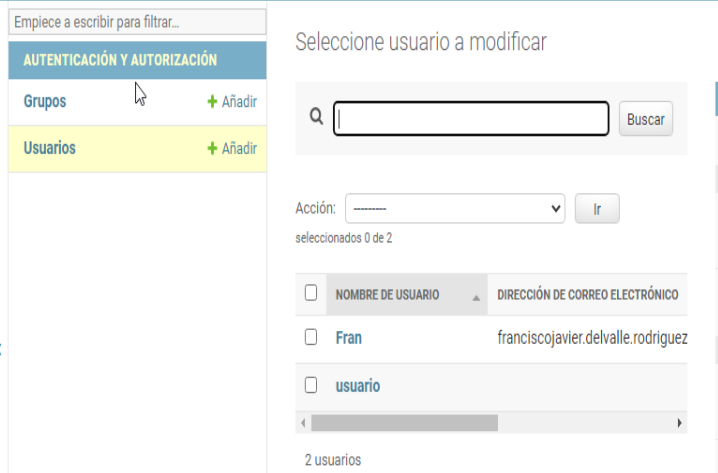 Empiece a escribir para filtrar...
AUTENTICACIÓN Y AUTORIZACIÓN
Grupos + Añadir
Usuarios + Añadir
Seleccione usuario a modificar
Buscar
Acción: --------- Ir
seleccionados 0 de 2
NOMBRE DE USUARIO DIRECCIÓN DE CORREO ELECTRÓNICO
Fran franciscojavier.delvalle.rodriguez
usuario
2 usuarios